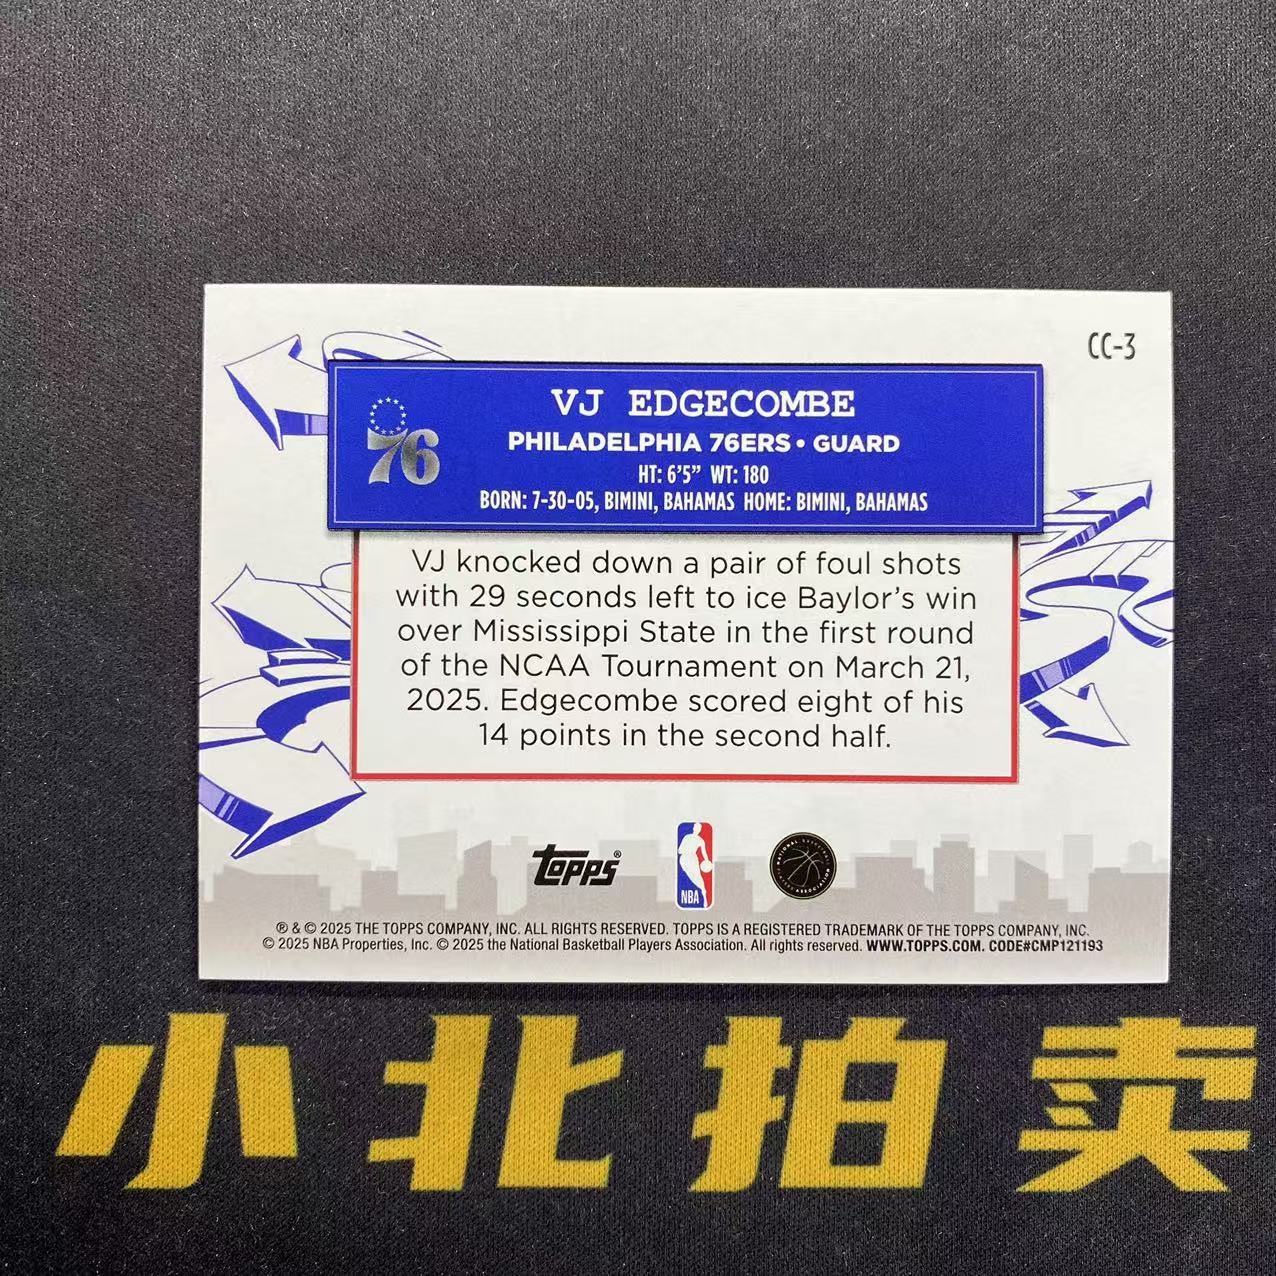 CC-3
76
VJ EDGECOMBE
PHILADELPHIA 76ERS • GUARD
HT: 6'5” WT: 180
BORN: 7-30-05, BIMINI, BAHAMAS HOME: BIMINI, BAHAMAS
VJ knocked down a pair of foul shots
with 29 seconds left to ice Baylor's win
over Mississippi State in the first round
of the NCAA Tournament on March 21,
2025. Edgecombe scored eight of his
14 points in the second half.
topps®
NBA
NATIONAL BASKETBALL PLAYERS ASSOCIATION
® & © 2025 THE TOPPS COMPANY, INC. ALL RIGHTS RESERVED. TOPPS IS A REGISTERED TRADEMARK OF THE TOPPS COMPANY, INC.
© 2025 NBA Properties, Inc. © 2025 the National Basketball Players Association. All rights reserved. WWW.TOPPS.COM. CODE#CMP121193
小北拍卖